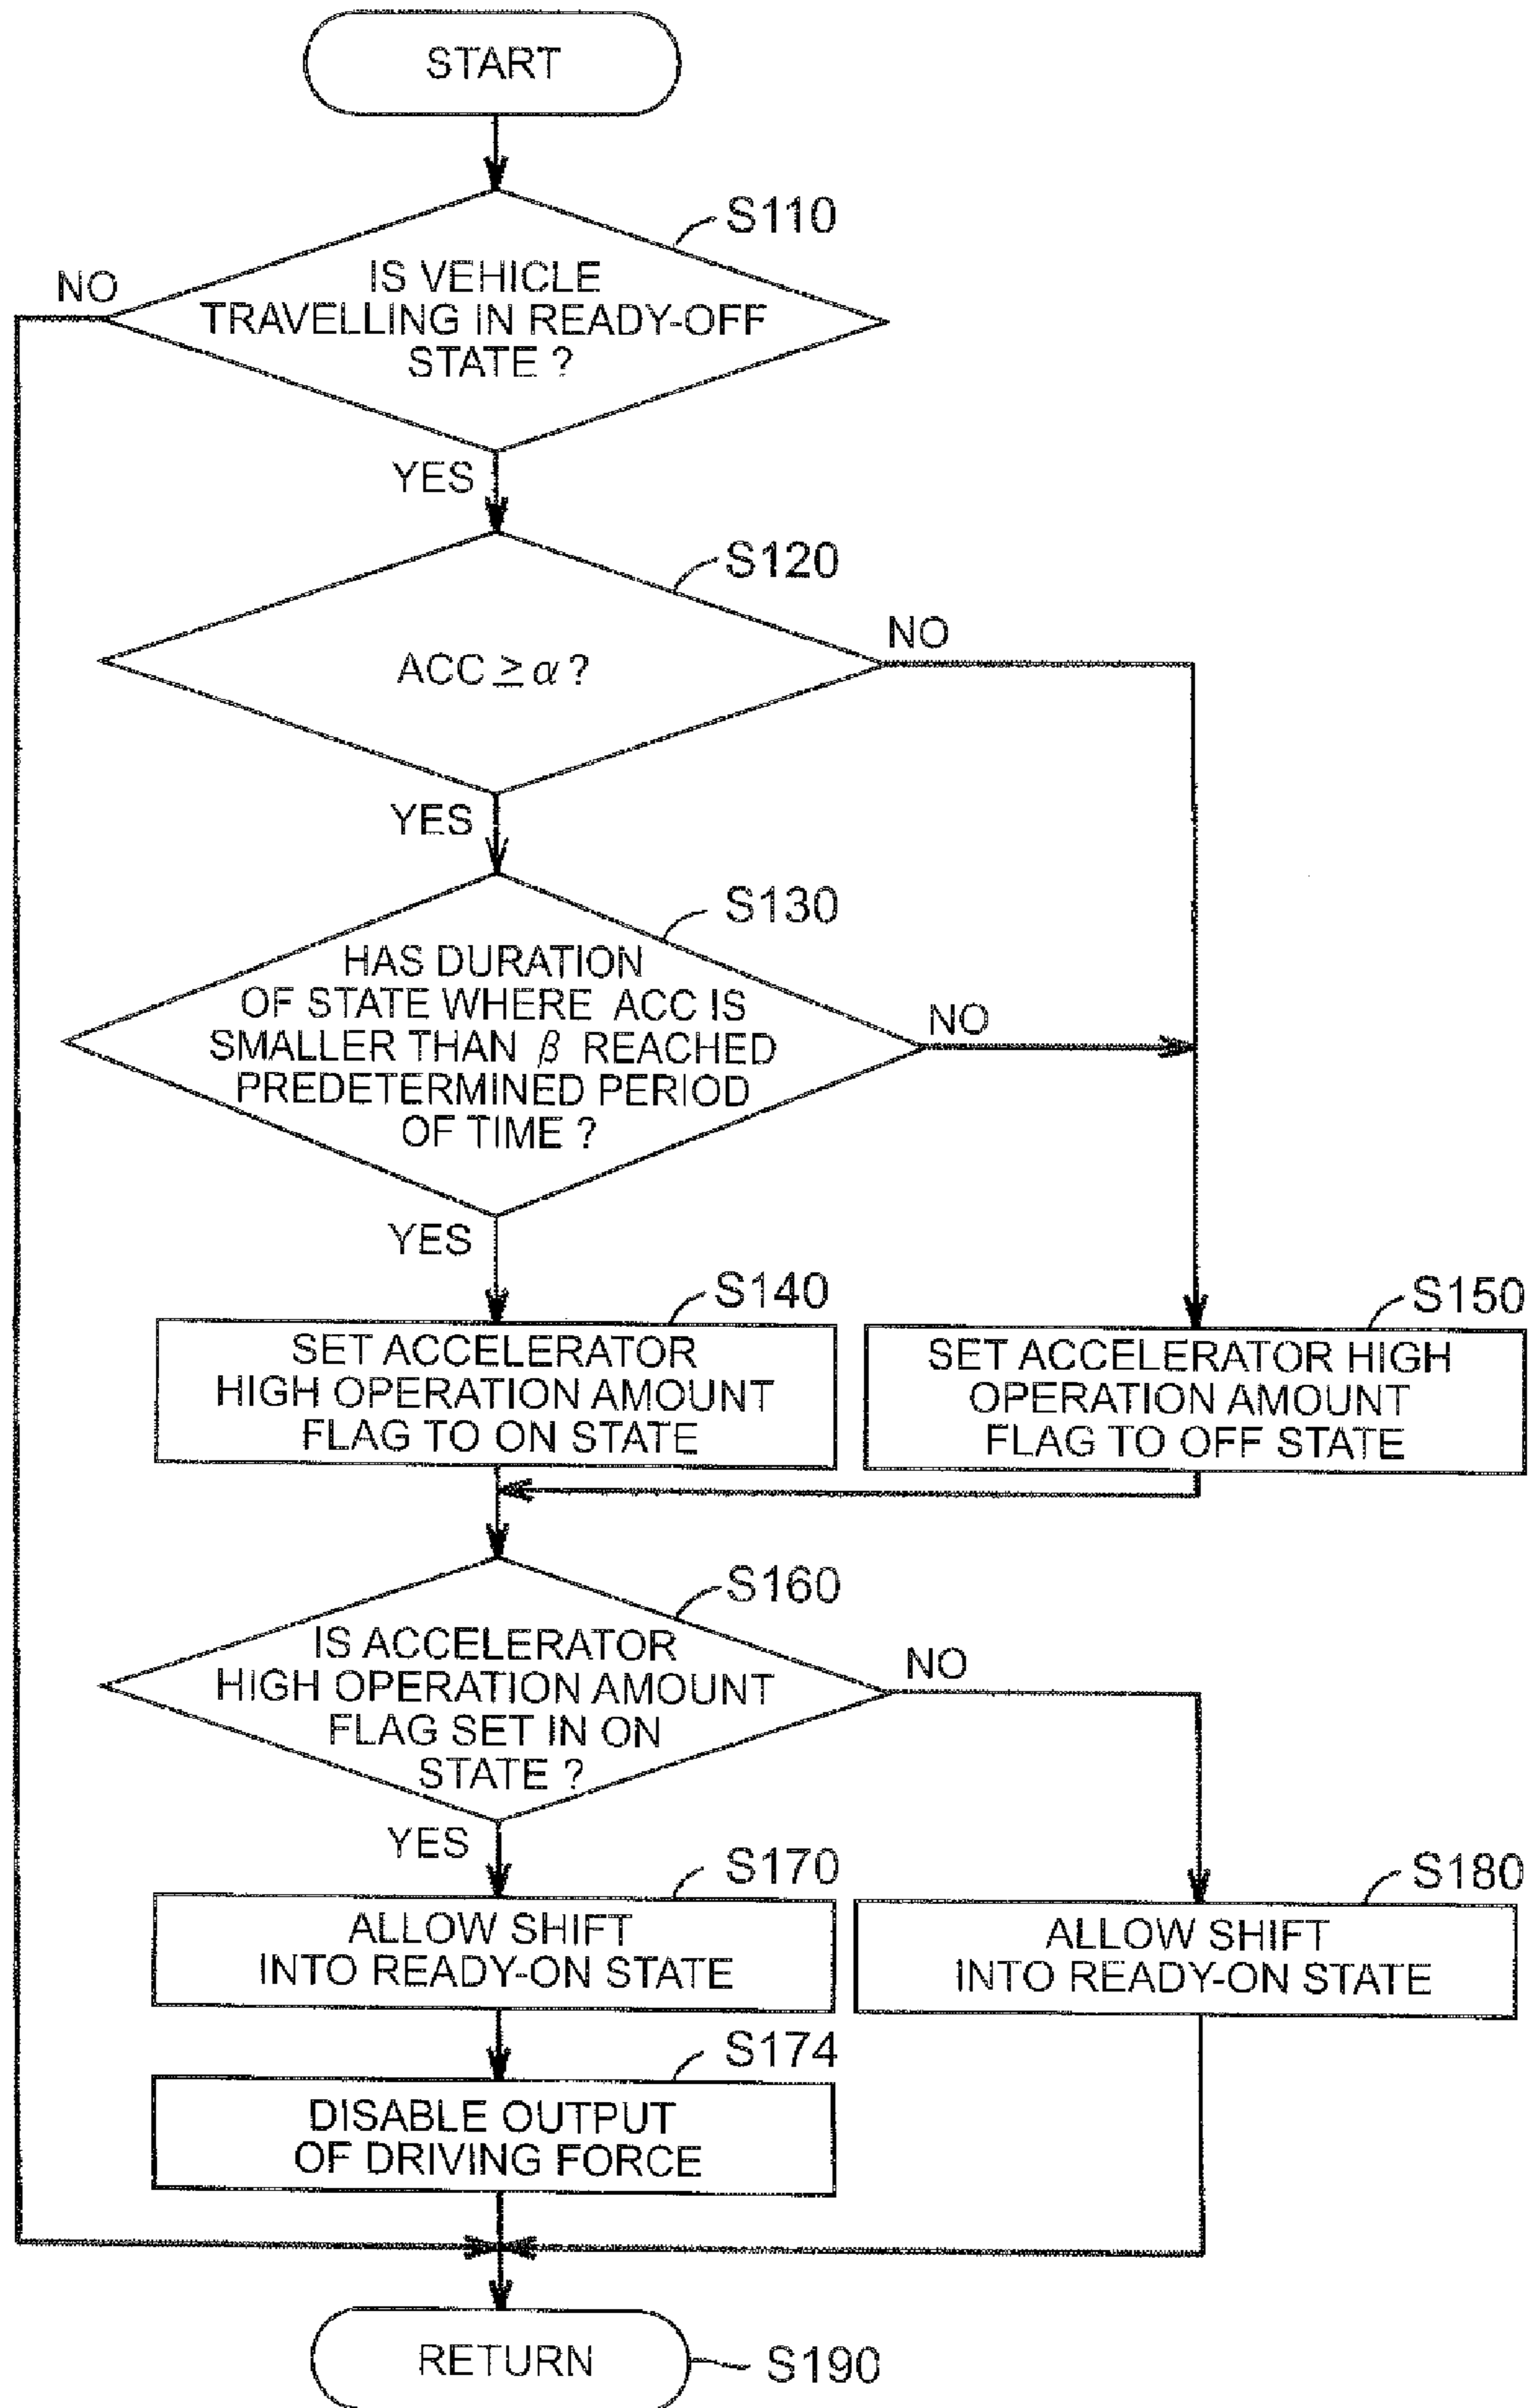 START
S110
NO
IS VEHICLE
TRAVELLING IN READY-OFF
STATE ?
YES
S120
NO
ACC ≧ α ?
YES
S130
HAS DURATION
OF STATE WHERE ACC IS
SMALLER THAN β REACHED
PREDETERMINED PERIOD
OF TIME ?
NO
YES
S140
SET ACCELERATOR
HIGH OPERATION AMOUNT
FLAG TO ON STATE
S150
SET ACCELERATOR HIGH
OPERATION AMOUNT
FLAG TO OFF STATE
S160
IS ACCELERATOR
HIGH OPERATION AMOUNT
FLAG SET IN ON
STATE ?
NO
YES
S170
ALLOW SHIFT
INTO READY-ON STATE
S180
ALLOW SHIFT
INTO READY-ON STATE
S174
DISABLE OUTPUT
OF DRIVING FORCE
RETURN
S190